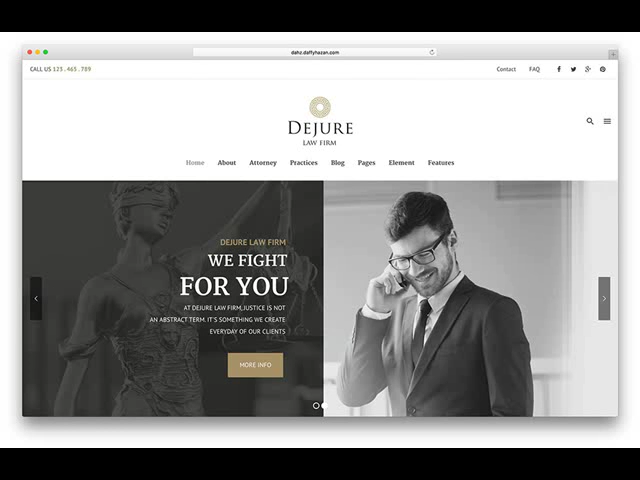 dahz.daffyhazan.com
CALL US 123.465.789
Contact FAQ
DEJURE
LAW FIRM
Home About Attorney Practices Blog Pages Element Features
DEJURE LAW FIRM
WE FIGHT
FOR YOU
AT DEJURE LAW FIRM, JUSTICE IS NOT
AN ABSTRACT TERM. IT'S SOMETHING WE CREATE
EVERYDAY OF OUR CLIENTS
MORE INFO